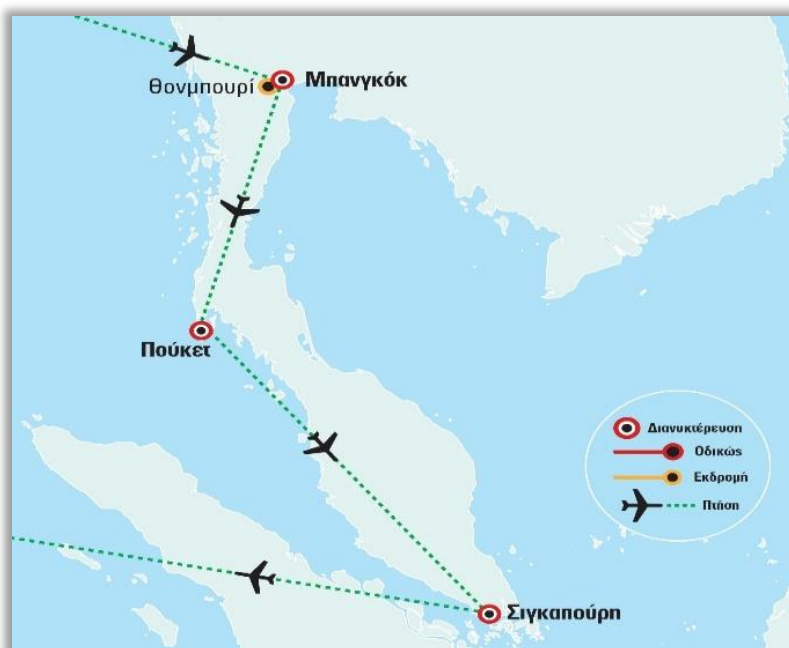 Θονμπουρί
Μπανγκόκ
Πούκετ
Διανυκτέρευση
Οδικώς
Εκδρομή
Πτήση
Σιγκαπούρη